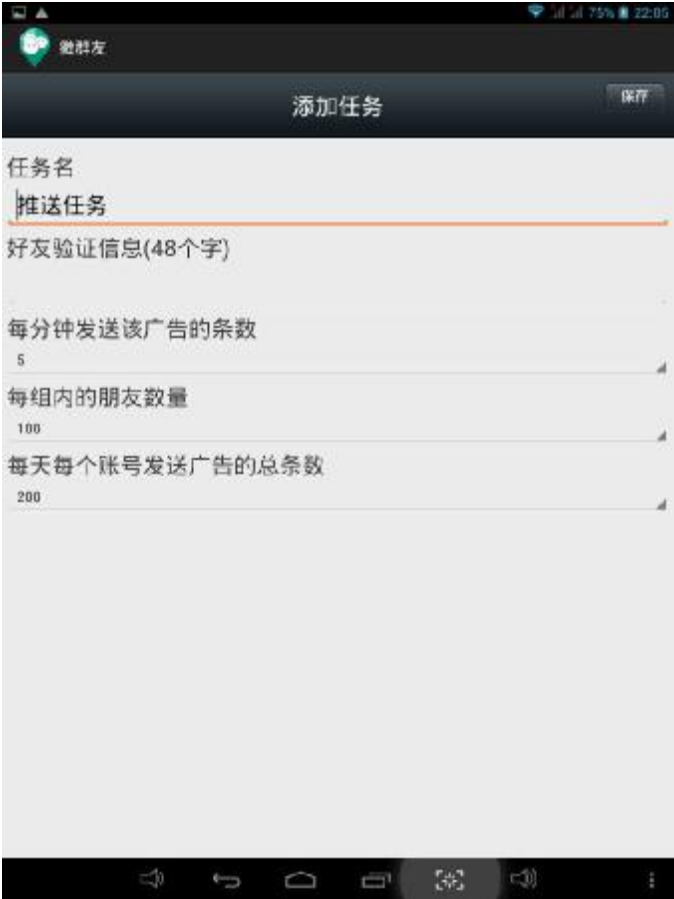 75% 22:05
微群友
添加任务
保存
任务名
推送任务
好友验证信息(48个字)
每分钟发送该广告的条数
5
每组内的朋友数量
100
每天每个账号发送广告的总条数
200